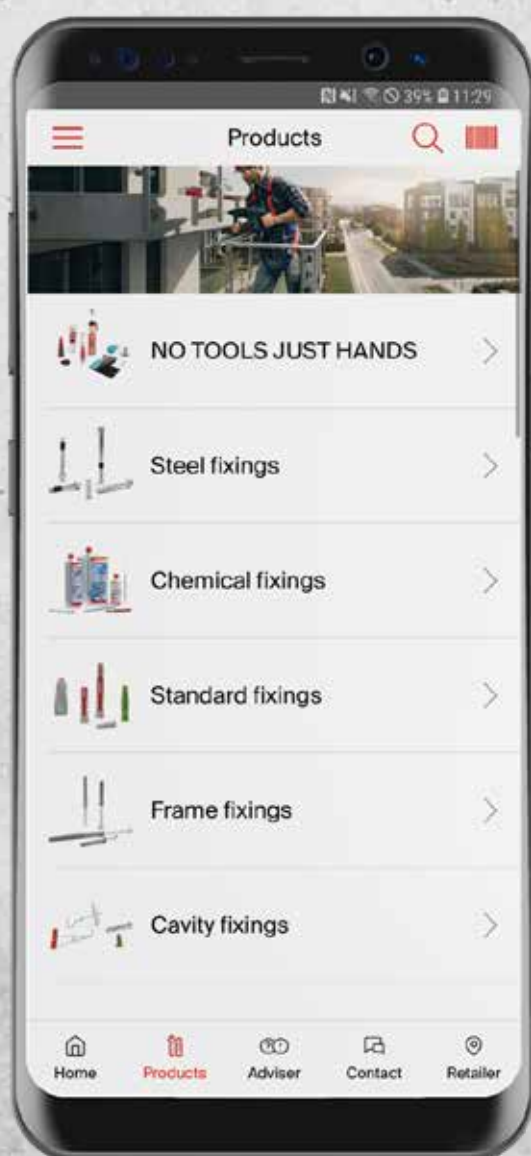 39% 11:29
Products
NO TOOLS JUST HANDS
Steel fixings
Chemical fixings
Standard fixings
Frame fixings
Cavity fixings
Home Products Adviser Contact Retailer